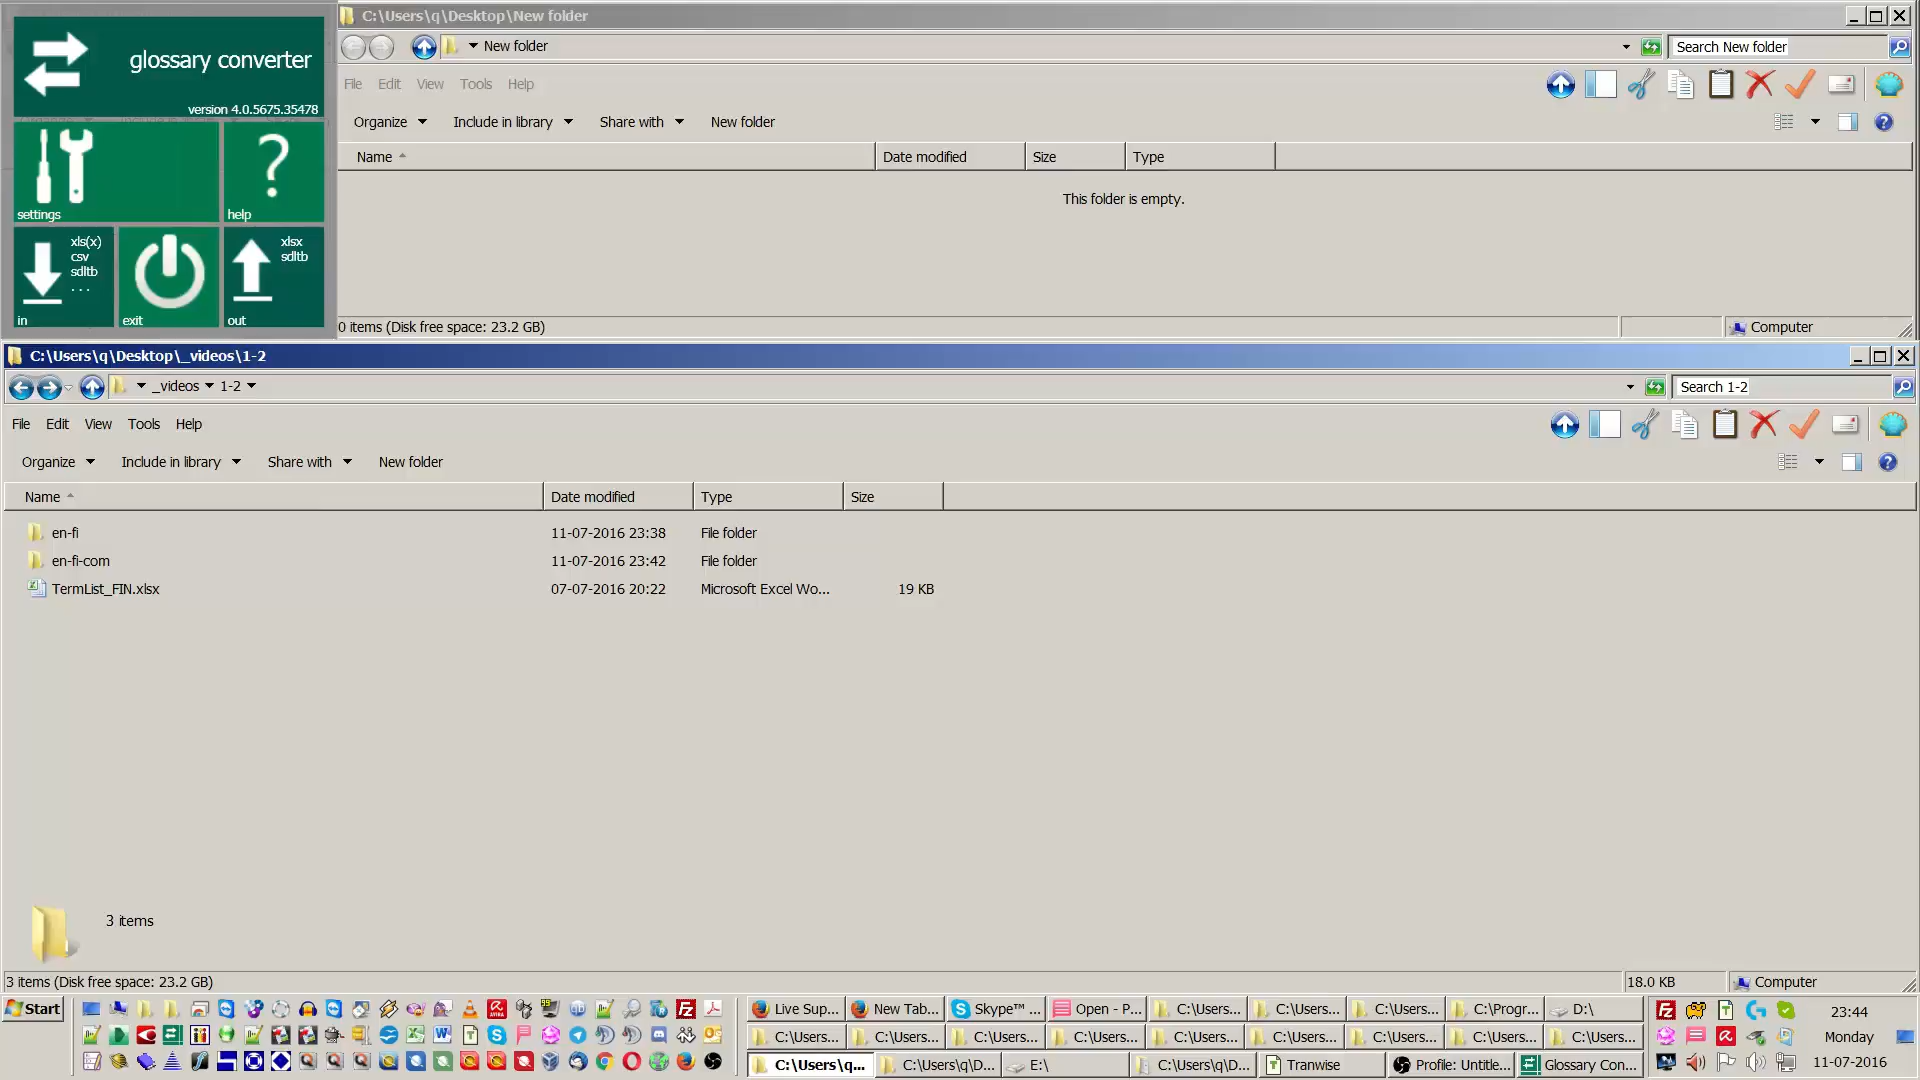 glossary converter
version 4.0.5675.35478
settings
help
xls(x)
csv
sdltb
...
in
exit
xlsx
sdltb
out
C:\Users\q\Desktop\New folder
New folder
Search New folder
File Edit View Tools Help
Organize Include in library Share with New folder
Name Date modified Size Type
This folder is empty.
0 items (Disk free space: 23.2 GB) Computer
C:\Users\q\Desktop\_videos\1-2
_videos 1-2 Search 1-2
File Edit View Tools Help
Organize Include in library Share with New folder
Name Date modified Type Size
en-fi 11-07-2016 23:38 File folder
en-fi-com 11-07-2016 23:42 File folder
TermList_FIN.xlsx 07-07-2016 20:22 Microsoft Excel Wo... 19 KB
3 items
3 items (Disk free space: 23.2 GB) 18.0 KB Computer
Start Live Sup... New Tab... Skype™ ... Open - P... C:\Users... C:\Users... C:\Users... C:\Progr... D:\ 23:44
C:\Users... C:\Users... C:\Users... C:\Users... C:\Users... C:\Users... C:\Users... C:\Users... C:\Users... Monday
C:\Users\q... C:\Users\q\D... E:\ C:\Users\q\D... Tranwise Profile: Untitle... Glossary Con... 11-07-2016